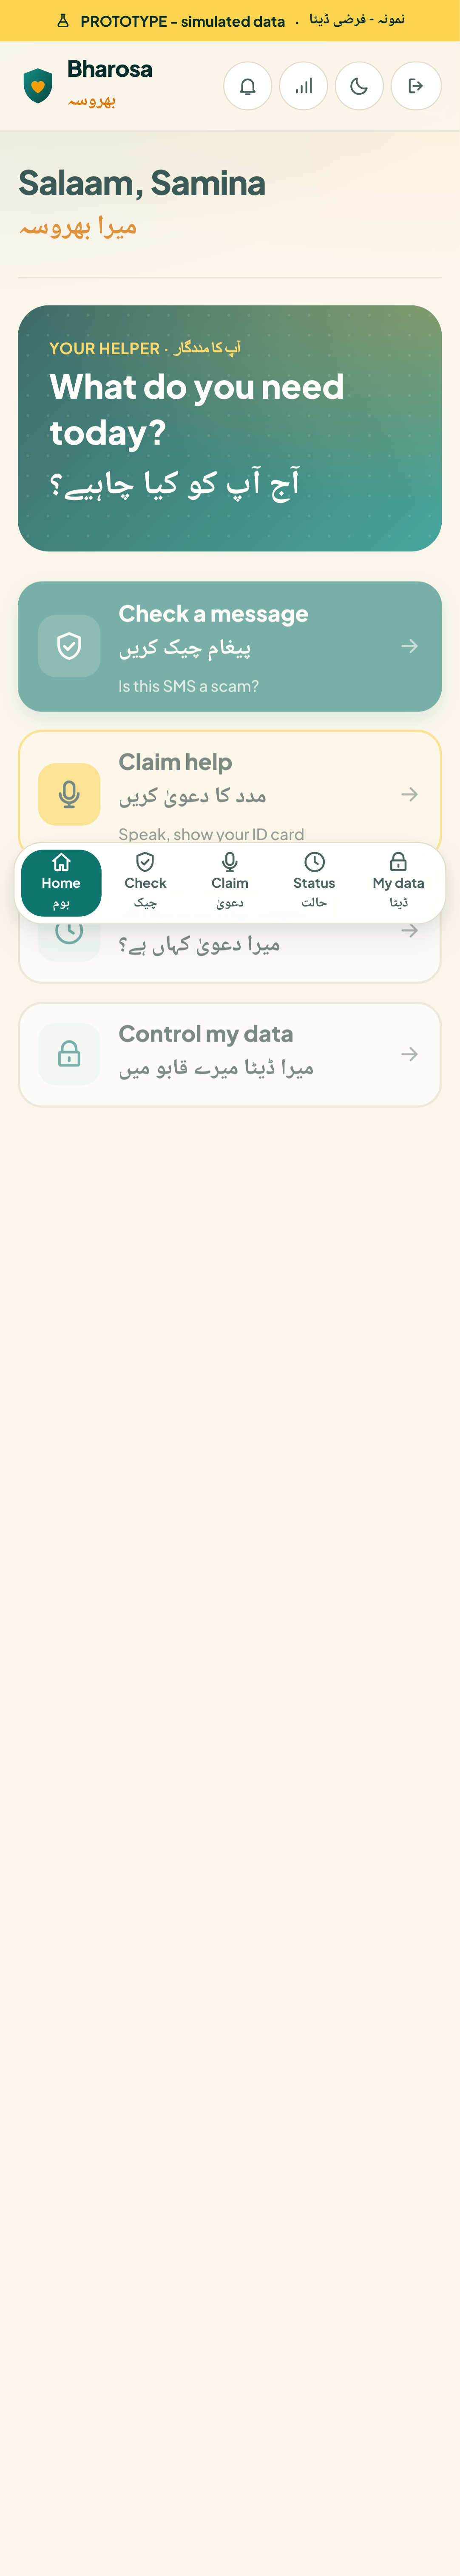 PROTOTYPE – simulated data · نمونہ - فرضی ڈیٹا
Bharosa
بھروسہ
Salaam, Samina
میرا بھروسہ
YOUR HELPER · آپ کا مددگار
What do you need
today?
آج آپ کو کیا چاہیے؟
Check a message
پیغام چیک کریں
Is this SMS a scam?
Claim help
مدد کا دعویٰ کریں
Speak, show your ID card
Home
ہوم
Check
چیک
Claim
دعویٰ
Status
حالت
My data
ڈیٹا
میرا دعویٰ کہاں ہے؟
Control my data
میرا ڈیٹا میرے قابو میں